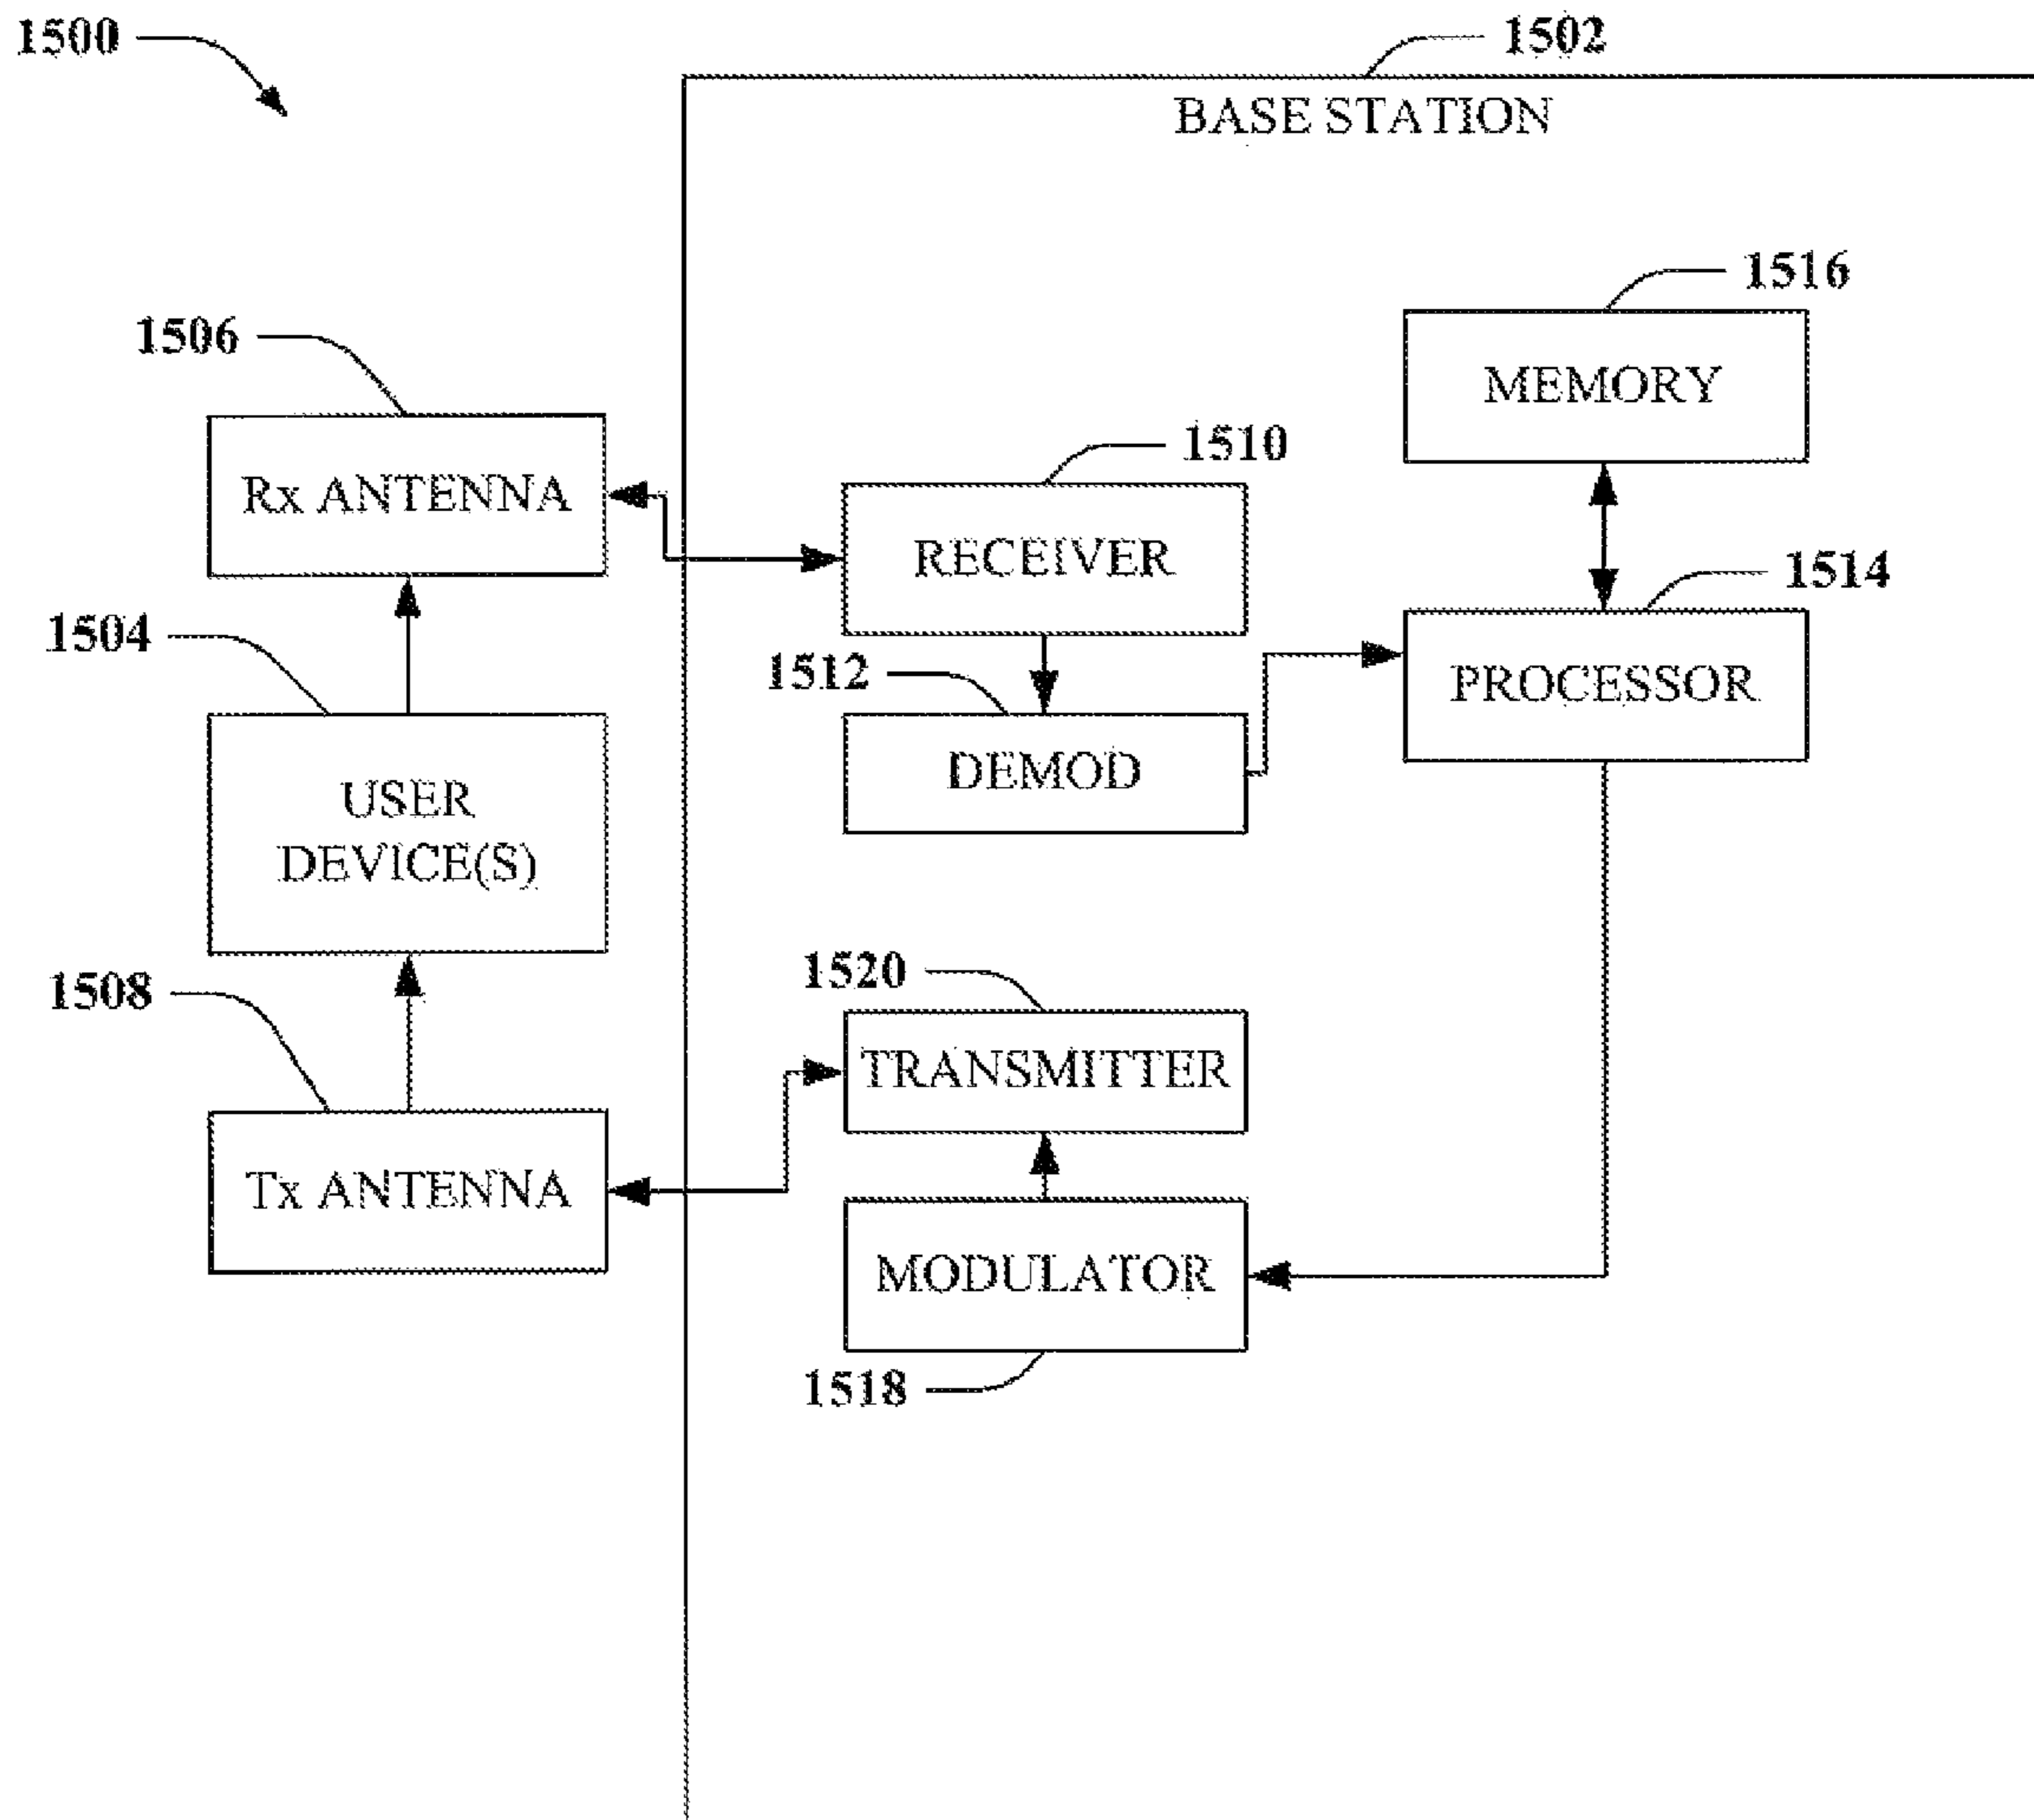 1500
1502
BASE STATION
1516
1506
MEMORY
1510
Rx ANTENNA
RECEIVER
1514
1504
1512
PROCESSOR
DEMOD
USER
DEVICE(S)
1520
1508
TRANSMITTER
Tx ANTENNA
MODULATOR
1518